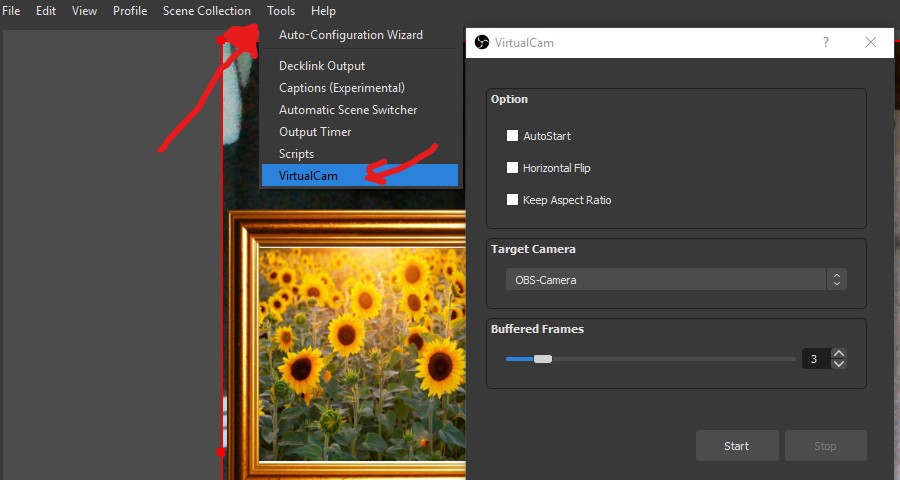 File Edit View Profile Scene Collection Tools Help
Auto-Configuration Wizard
Decklink Output
Captions (Experimental)
Automatic Scene Switcher
Output Timer
Scripts
VirtualCam
VirtualCam ?
Option
AutoStart
Horizontal Flip
Keep Aspect Ratio
Target Camera
OBS-Camera
Buffered Frames
3
Start Stop